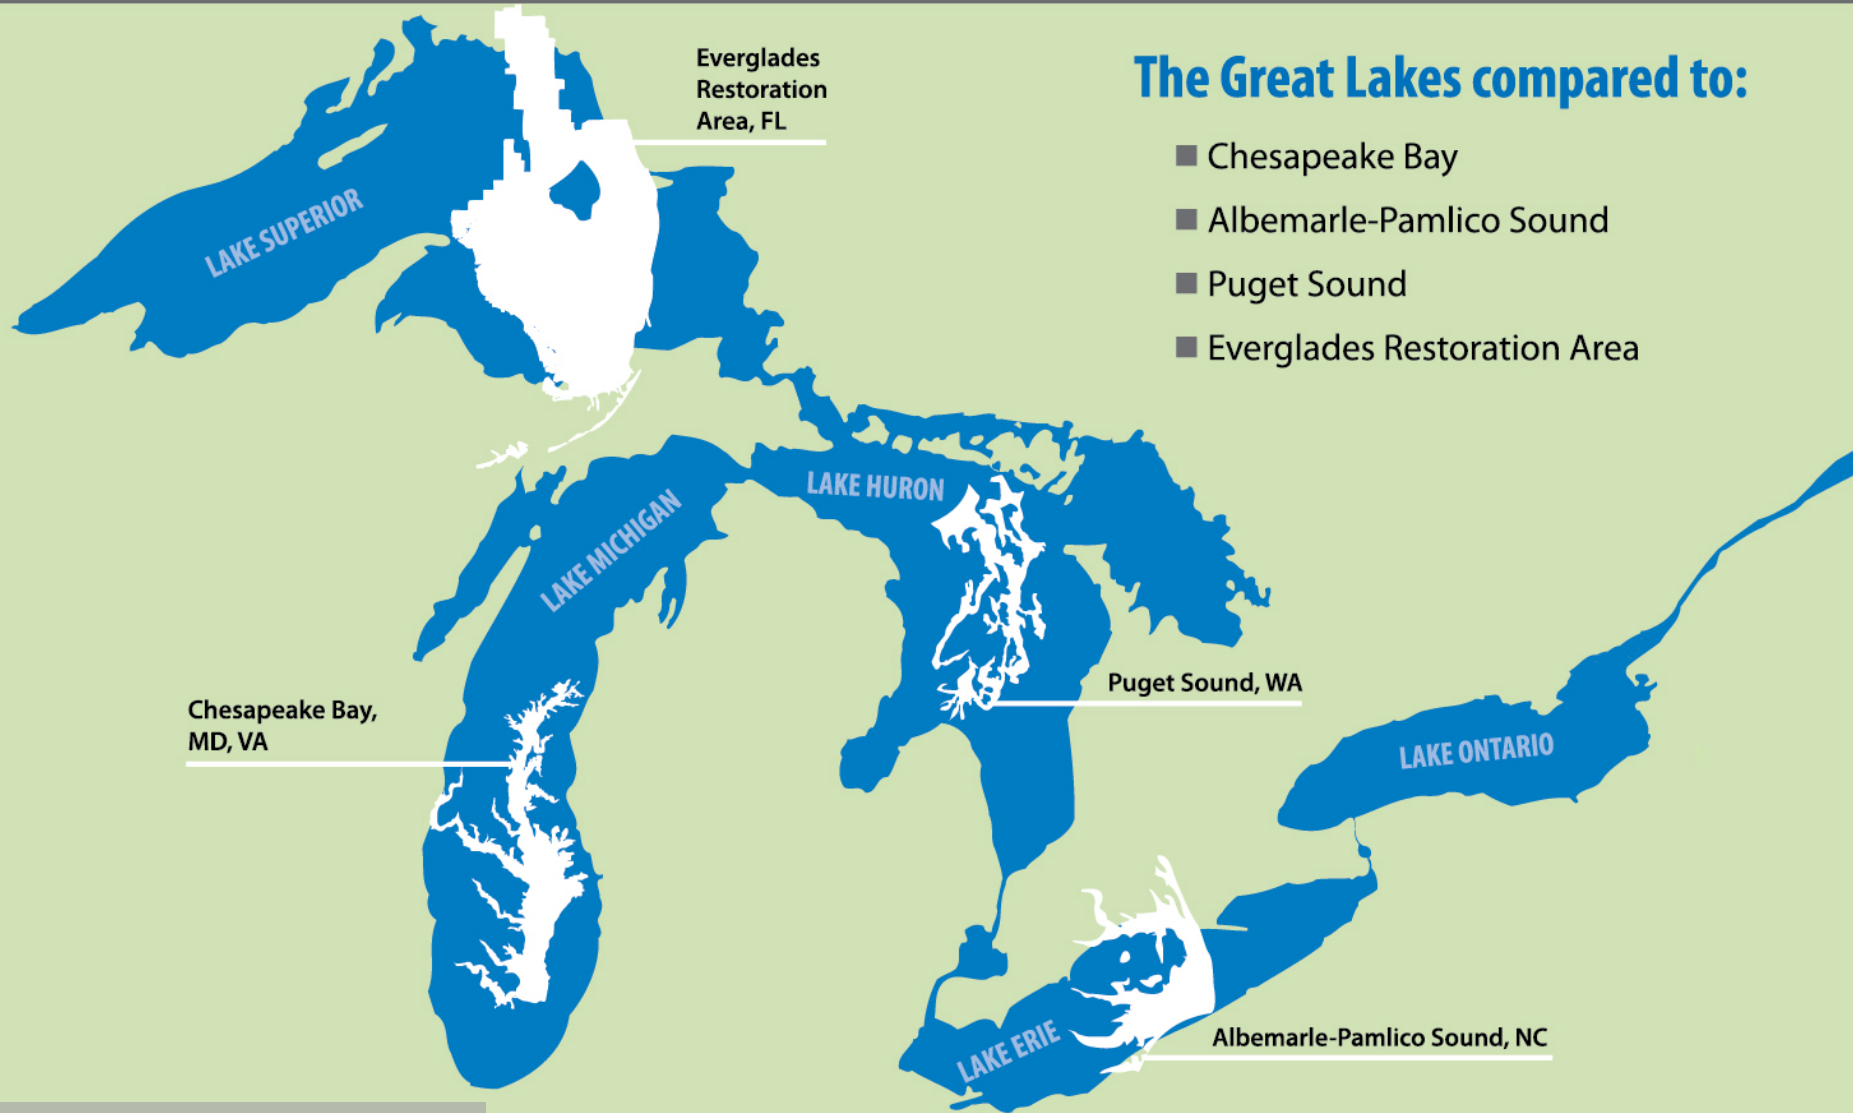 Everglades
Restoration
Area, FL
The Great Lakes compared to:
Chesapeake Bay
Albemarle-Pamlico Sound
Puget Sound
Everglades Restoration Area
LAKE SUPERIOR
LAKE MICHIGAN
LAKE HURON
Chesapeake Bay,
MD, VA
Puget Sound, WA
LAKE ONTARIO
LAKE ERIE
Albemarle-Pamlico Sound, NC